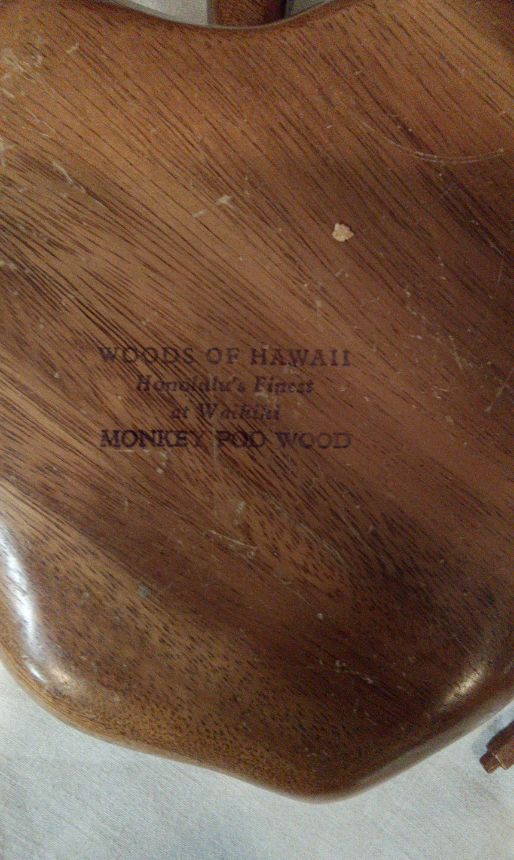 WOODS OF HAWAII
Honolulu's Finest
at Waikiki
MONKEY POD WOOD